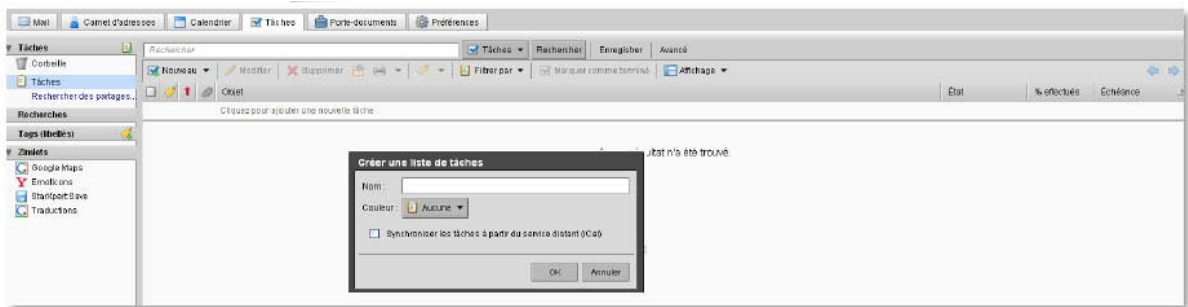 Mail Carnet d'adresses Calendrier Tâches Porte-documents Préférences
Tâches
Rechercher Tâches Rechercher Enregistrer Avancé
Corbeille
Nouveau Modifier Supprimer Filtrer par Marquer comme terminé Affichage
Tâches
Rechercher des partages...
Objet État % effectués Échéance
Cliquez pour ajouter une nouvelle tâche
Recherches
Tags (libellés)
Zimlets
Google Maps
Emoticons
Traductions
ultat n'a été trouvé.
Créer une liste de tâches
Nom :
Couleur : Aucune
Synchroniser les tâches à partir du service distant (iCal)
OK Annuler